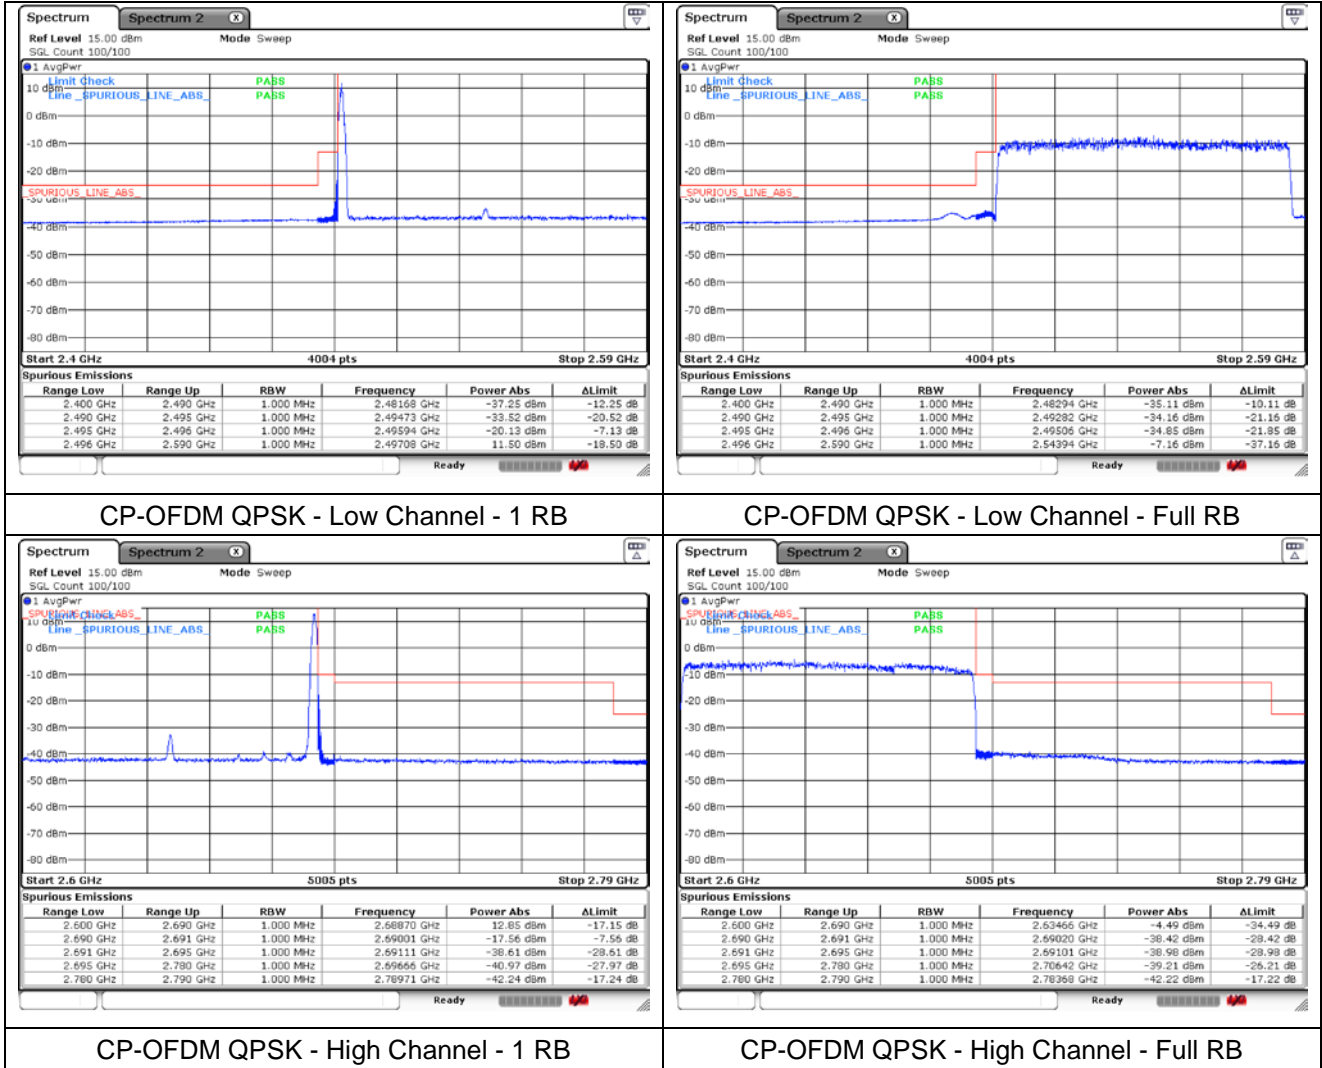 Spectrum Spectrum 2 X
Ref Level 15.00 dBm Mode Sweep
SGL Count 100/100
1 AvgPwr
Limit Check PASS
10 dBm
Line _SPURIOUS_LINE_ABS_ PASS
0 dBm
-10 dBm
-20 dBm
_SPURIOUS_LINE_ABS_
-30 dBm
-40 dBm
-50 dBm
-60 dBm
-70 dBm
-80 dBm
Start 2.4 GHz 4004 pts Stop 2.59 GHz
Spurious Emissions
Range Low Range Up RBW Frequency Power Abs ΔLimit
2.400 GHz 2.490 GHz 1.000 MHz 2.48168 GHz -37.25 dBm -12.25 dB
2.490 GHz 2.495 GHz 1.000 MHz 2.49473 GHz -33.52 dBm -20.52 dB
2.495 GHz 2.496 GHz 1.000 MHz 2.49594 GHz -20.13 dBm -7.13 dB
2.496 GHz 2.590 GHz 1.000 MHz 2.49708 GHz 11.50 dBm -18.50 dB
Ready
CP-OFDM QPSK - Low Channel - 1 RB
Spectrum Spectrum 2 X
Ref Level 15.00 dBm Mode Sweep
SGL Count 100/100
1 AvgPwr
Limit Check PASS
10 dBm
Line _SPURIOUS_LINE_ABS_ PASS
0 dBm
-10 dBm
-20 dBm
_SPURIOUS_LINE_ABS_
-30 dBm
-40 dBm
-50 dBm
-60 dBm
-70 dBm
-80 dBm
Start 2.4 GHz 4004 pts Stop 2.59 GHz
Spurious Emissions
Range Low Range Up RBW Frequency Power Abs ΔLimit
2.400 GHz 2.490 GHz 1.000 MHz 2.48294 GHz -35.11 dBm -10.11 dB
2.490 GHz 2.495 GHz 1.000 MHz 2.49282 GHz -34.16 dBm -21.16 dB
2.495 GHz 2.496 GHz 1.000 MHz 2.49506 GHz -34.85 dBm -21.85 dB
2.496 GHz 2.590 GHz 1.000 MHz 2.54394 GHz -7.16 dBm -37.16 dB
Ready
CP-OFDM QPSK - Low Channel - Full RB
Spectrum Spectrum 2 X
Ref Level 15.00 dBm Mode Sweep
SGL Count 100/100
1 AvgPwr
_SPURIOUS_LINE_ABS_
Limit Check PASS
10 dBm
Line _SPURIOUS_LINE_ABS_ PASS
0 dBm
-10 dBm
-20 dBm
-30 dBm
-40 dBm
-50 dBm
-60 dBm
-70 dBm
-80 dBm
Start 2.6 GHz 5005 pts Stop 2.79 GHz
Spurious Emissions
Range Low Range Up RBW Frequency Power Abs ΔLimit
2.600 GHz 2.690 GHz 1.000 MHz 2.68870 GHz 12.85 dBm -17.15 dB
2.690 GHz 2.691 GHz 1.000 MHz 2.69001 GHz -17.56 dBm -7.56 dB
2.691 GHz 2.695 GHz 1.000 MHz 2.69111 GHz -38.61 dBm -28.61 dB
2.695 GHz 2.780 GHz 1.000 MHz 2.69666 GHz -40.97 dBm -27.97 dB
2.780 GHz 2.790 GHz 1.000 MHz 2.78971 GHz -42.24 dBm -17.24 dB
Ready
CP-OFDM QPSK - High Channel - 1 RB
Spectrum Spectrum 2 X
Ref Level 15.00 dBm Mode Sweep
SGL Count 100/100
1 AvgPwr
_SPURIOUS_LINE_ABS_
Limit Check PASS
10 dBm
Line _SPURIOUS_LINE_ABS_ PASS
0 dBm
-10 dBm
-20 dBm
-30 dBm
-40 dBm
-50 dBm
-60 dBm
-70 dBm
-80 dBm
Start 2.6 GHz 5005 pts Stop 2.79 GHz
Spurious Emissions
Range Low Range Up RBW Frequency Power Abs ΔLimit
2.600 GHz 2.690 GHz 1.000 MHz 2.63466 GHz -4.49 dBm -34.49 dB
2.690 GHz 2.691 GHz 1.000 MHz 2.69020 GHz -38.42 dBm -28.42 dB
2.691 GHz 2.695 GHz 1.000 MHz 2.69101 GHz -38.98 dBm -28.98 dB
2.695 GHz 2.780 GHz 1.000 MHz 2.70642 GHz -39.21 dBm -26.21 dB
2.780 GHz 2.790 GHz 1.000 MHz 2.78368 GHz -42.22 dBm -17.22 dB
Ready
CP-OFDM QPSK - High Channel - Full RB